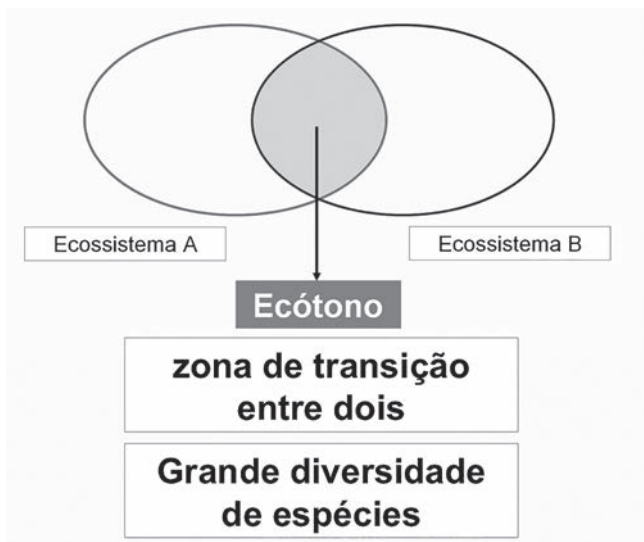 Ecossistema A
Ecossistema B
Ecótono
zona de transição
entre dois
Grande diversidade
de espécies